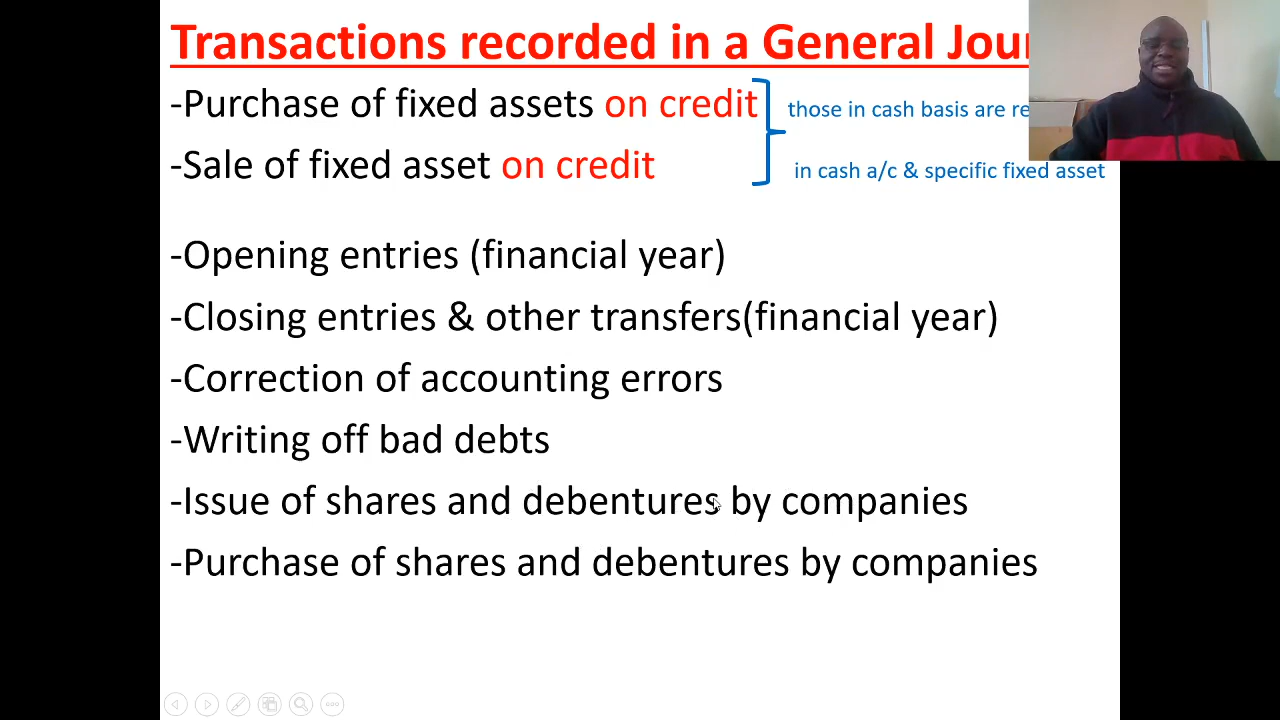 Transactions recorded in a General
-Purchase of fixed assets on credit
those in cash basis are
-Sale of fixed asset on credit
in cash a/c & specific fixed asset
-Opening entries (financial year)
-Closing entries & other transfers(financial year)
-Correction of accounting errors
-Writing off bad debts
-Issue of shares and debentures by companies
-Purchase of shares and debentures by companies